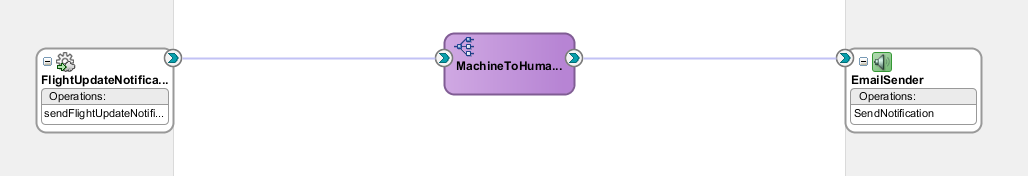 FlightUpdateNotifica...
Operations:
sendFlightUpdateNotifi...
MachineToHuma...
EmailSender
Operations:
SendNotification